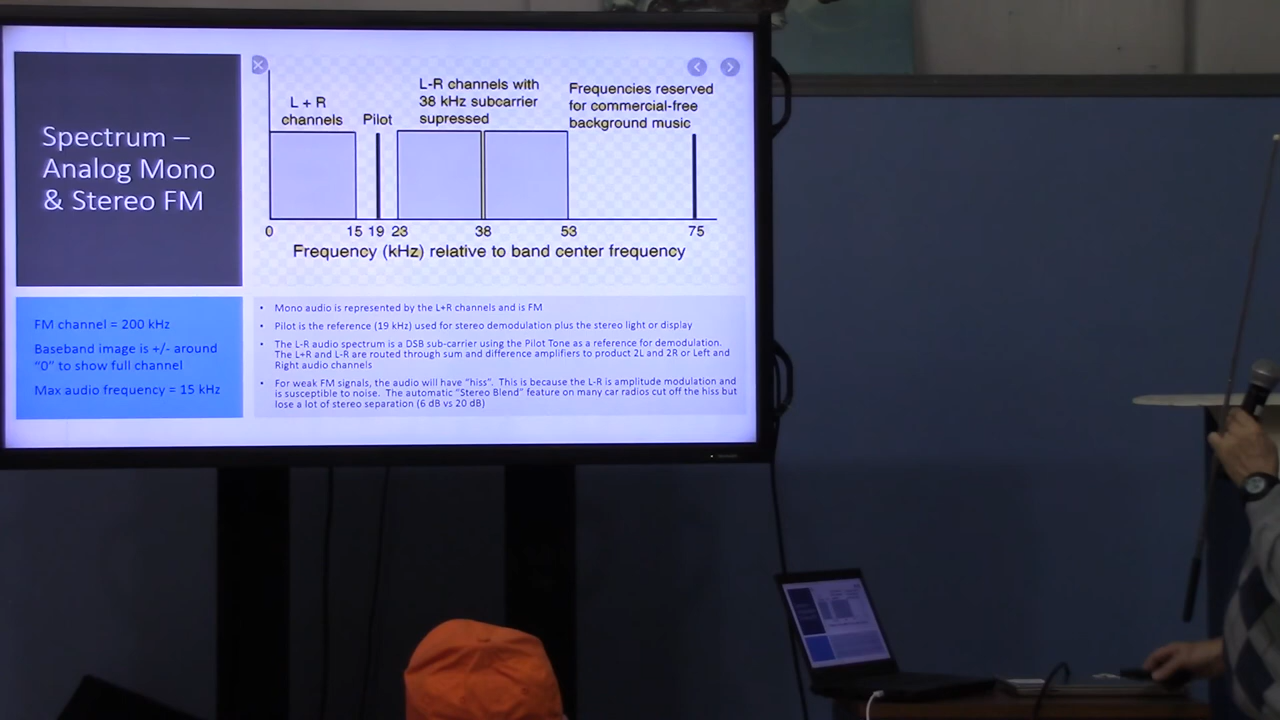 Spectrum –
Analog Mono
& Stereo FM
L + R
channels
Pilot
L-R channels with
38 kHz subcarrier
supressed
Frequencies reserved
for commercial-free
background music
0 15 19 23 38 53 75
Frequency (kHz) relative to band center frequency
FM channel = 200 kHz
Baseband image is +/- around
“0” to show full channel
Max audio frequency = 15 kHz
• Mono audio is represented by the L+R channels and is FM
• Pilot is the reference (19 kHz) used for stereo demodulation plus the stereo light or display
• The L-R audio spectrum is a DSB sub-carrier using the Pilot Tone as a reference for demodulation.
The L+R and L-R are routed through sum and difference amplifiers to product 2L and 2R or Left and
Right audio channels
• For weak FM signals, the audio will have “hiss”. This is because the L-R is amplitude modulation and
is susceptible to noise. The automatic “Stereo Blend” feature on many car radios cut off the hiss but
lose a lot of stereo separation (6 dB vs 20 dB)